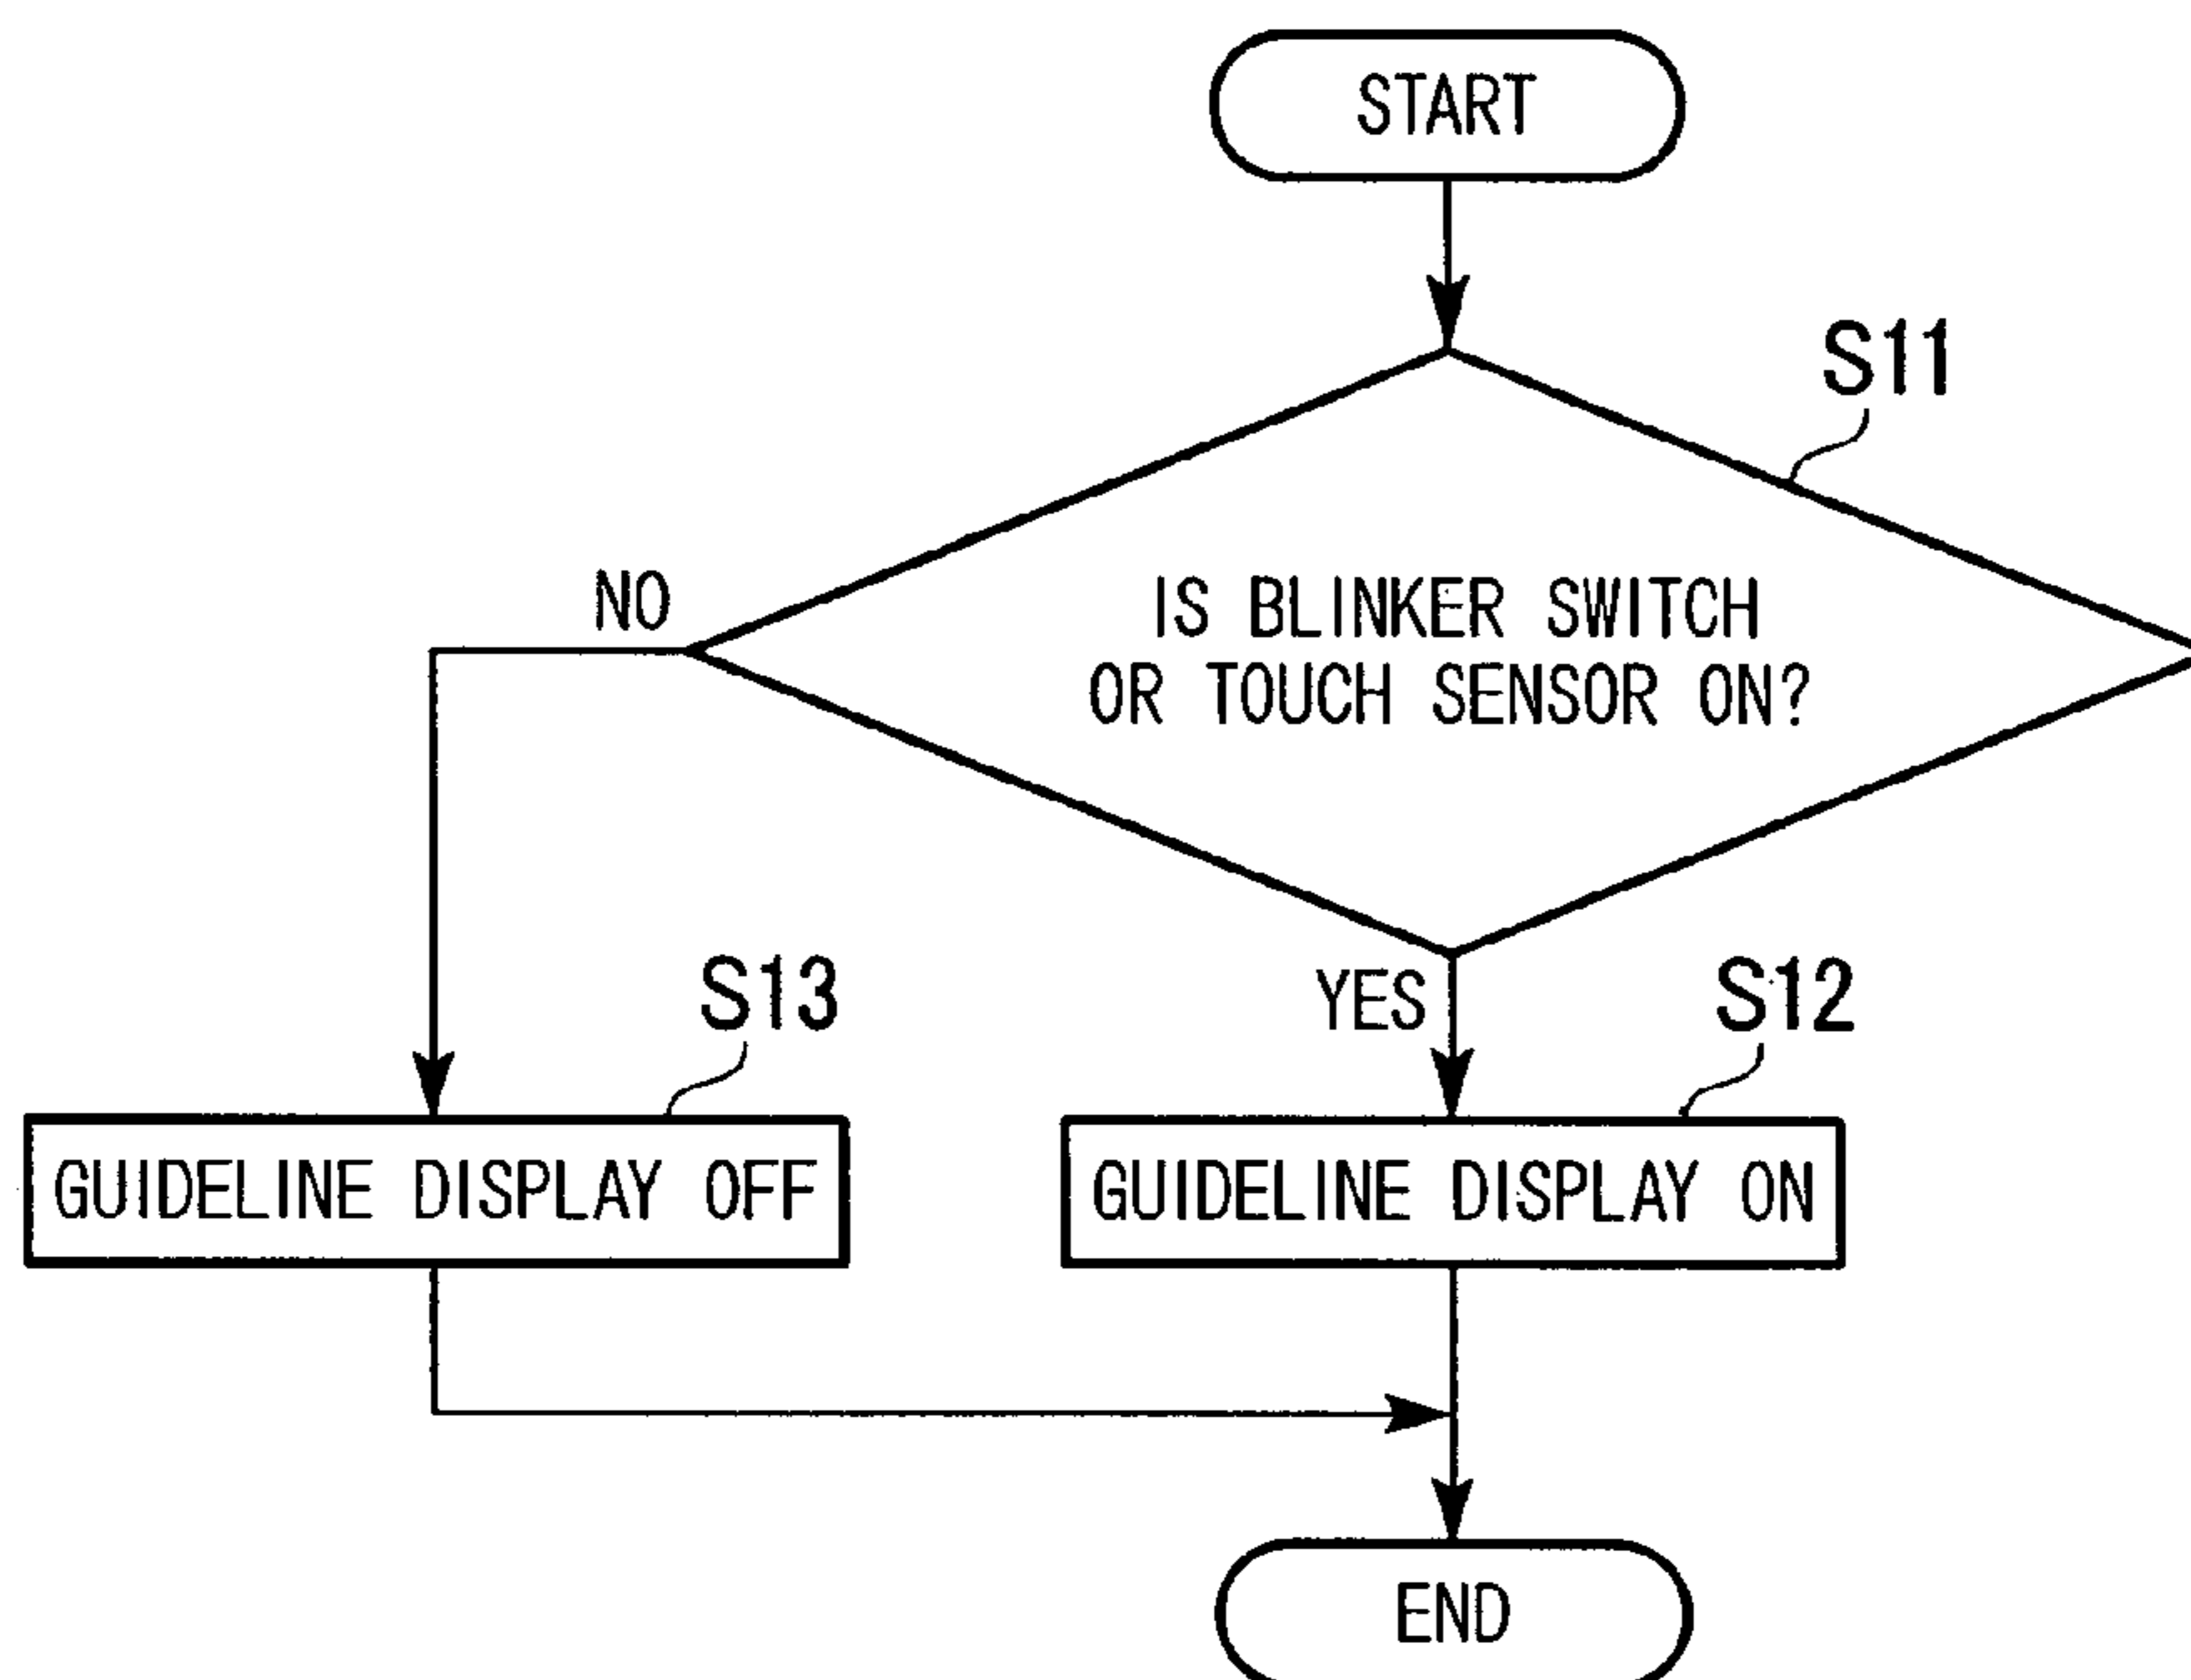 START
S11
NO
IS BLINKER SWITCH
OR TOUCH SENSOR ON?
S13
YES
S12
GUIDELINE DISPLAY OFF
GUIDELINE DISPLAY ON
END